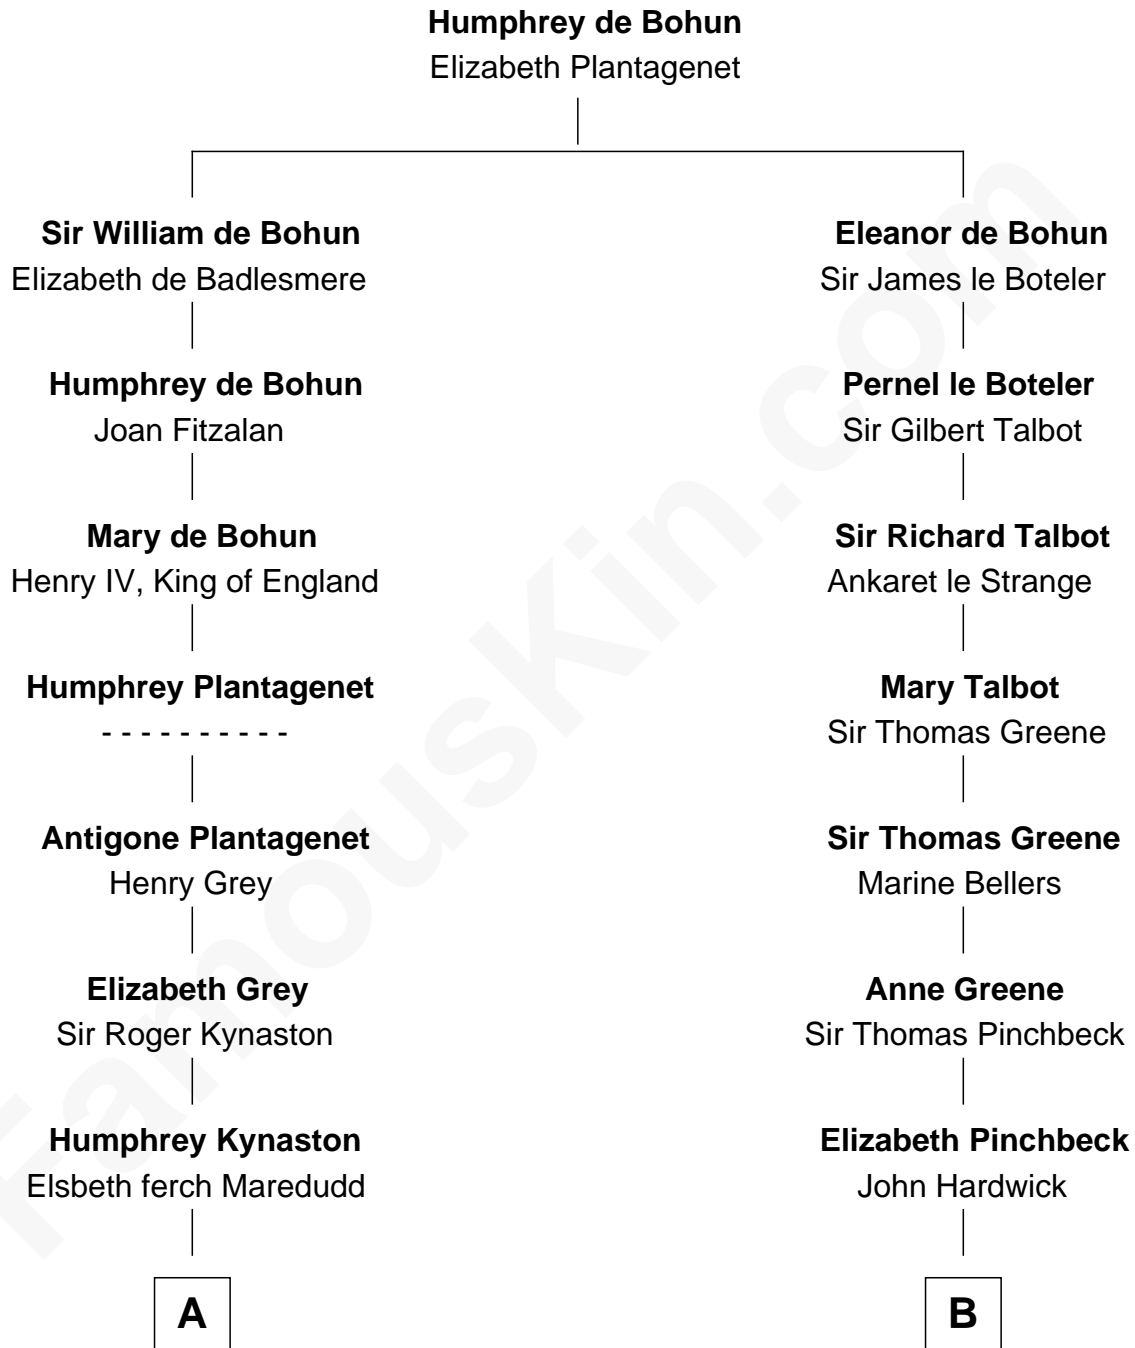 Humphrey de Bohun
Elizabeth Plantagenet
Sir William de Bohun
Elizabeth de Badlesmere
Humphrey de Bohun
Joan Fitzalan
Mary de Bohun
Henry IV, King of England
Humphrey Plantagenet
- - - - - - - - - -
Antigone Plantagenet
Henry Grey
Elizabeth Grey
Sir Roger Kynaston
Humphrey Kynaston
Elsbeth ferch Maredudd
A
Eleanor de Bohun
Sir James le Boteler
Pernel le Boteler
Sir Gilbert Talbot
Sir Richard Talbot
Ankaret le Strange
Mary Talbot
Sir Thomas Greene
Sir Thomas Greene
Marine Bellers
Anne Greene
Sir Thomas Pinchbeck
Elizabeth Pinchbeck
John Hardwick
B
FamousKin.com